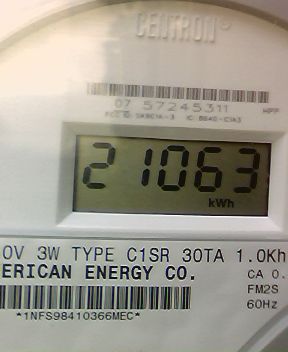 CENTRON
07 57245311
21063
kWh
0V 3W TYPE C1SR 30TA 1.0Kh
ERICAN ENERGY CO.
CA 0.
FM2S
60Hz
*1NFS98410366MEC*